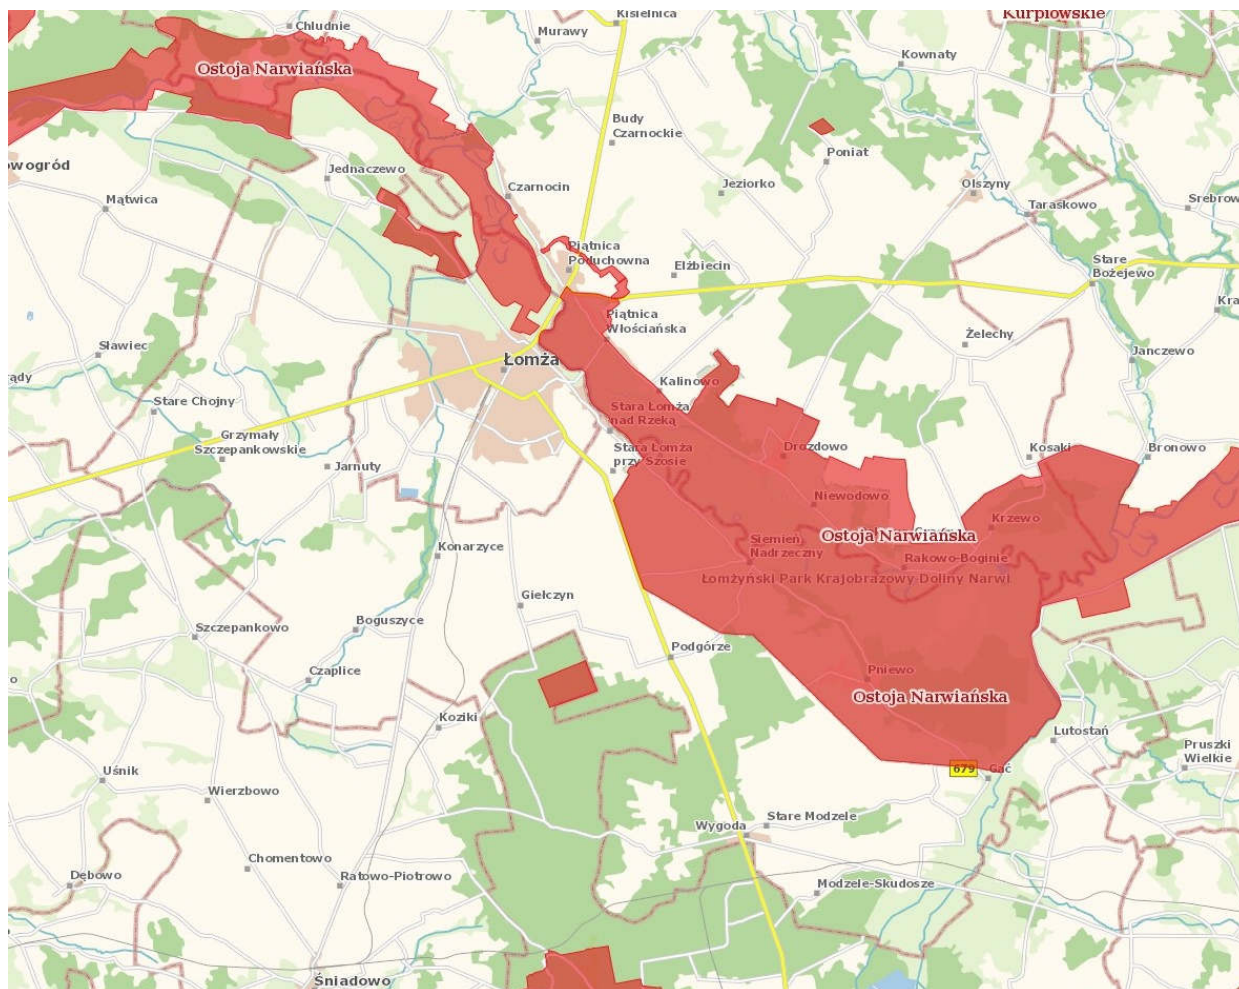 Kisielnica
Kurpiowskie
Chludnie
Murawy
Kownaty
Ostoja Narwiańska
Budy
Czarnockie
Poniat
owogród
Jednaczewo
Czarnocin
Jeziorko
Olszyny
Mątwica
Taraskowo
Srebrow
Piątnica
Poduchowna
Elżbiecin
Stare
Bożejewo
Kra
Piątnica
Włościańska
Żelechy
Sławiec
Łomża
Janczewo
ądy
Kalinowo
Stare Chojny
Stara Łomża
nad Rzeką
Grzymały
Szczepankowskie
Stara Łomża
przy Szosie
Drozdowo
Kosaki
Bronowo
Jarnuty
Niewodowo
Krzewo
Ostoja Narwiańska
Siemień
Nadrzeczny
Konarzyce
Rakowo-Boginie
Łomżyński Park Krajobrazowy Doliny Narwi
Giełczyn
Szczepankowo
Boguszyce
Podgórze
Czaplice
Pniewo
o
Ostoja Narwiańska
Koziki
Lutostań
Pruszki
Wielkie
Uśnik
679
Gać
Wierzbowo
Wygoda
Stare Modzele
Chomentowo
Dębowo
Ratowo-Piotrowo
Modzele-Skudosze
Śniadowo